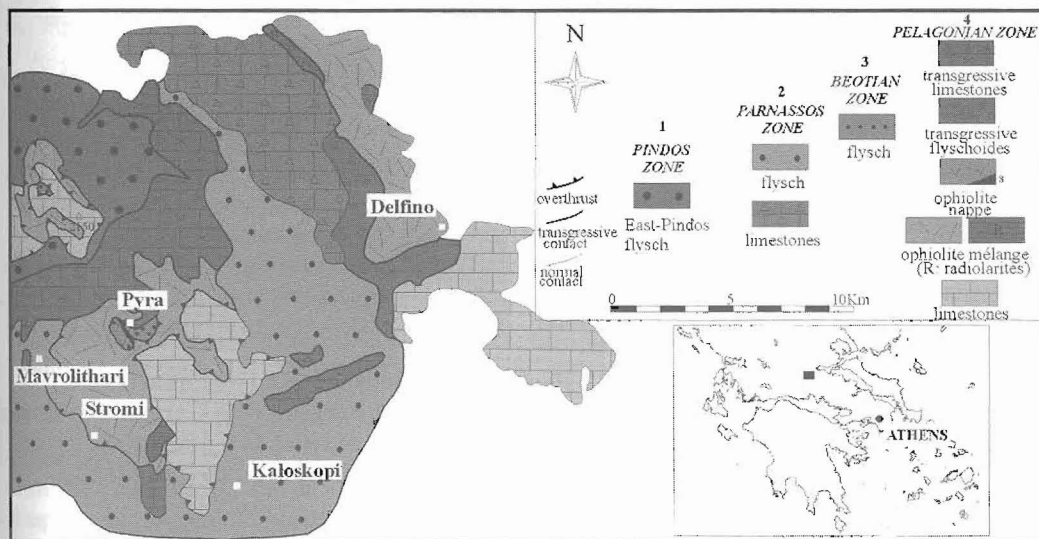 N
1
PINDOS
ZONE
East-Pindos
flysch
2
PARNASSOS
ZONE
flysch
limestones
3
BEOTIAN
ZONE
flysch
4
PELAGONIAN ZONE
transgressive
limestones
transgressive
flyschoides
s
ophiolite
nappe
R
ophiolite mélange
(R: radiolarites)
limestones
overthrust
transgressive
contact
normal
contact
0 5 10Km
Delfino
Pyra
Mavrolithari
Stromi
Kaloskopi
ATHENS